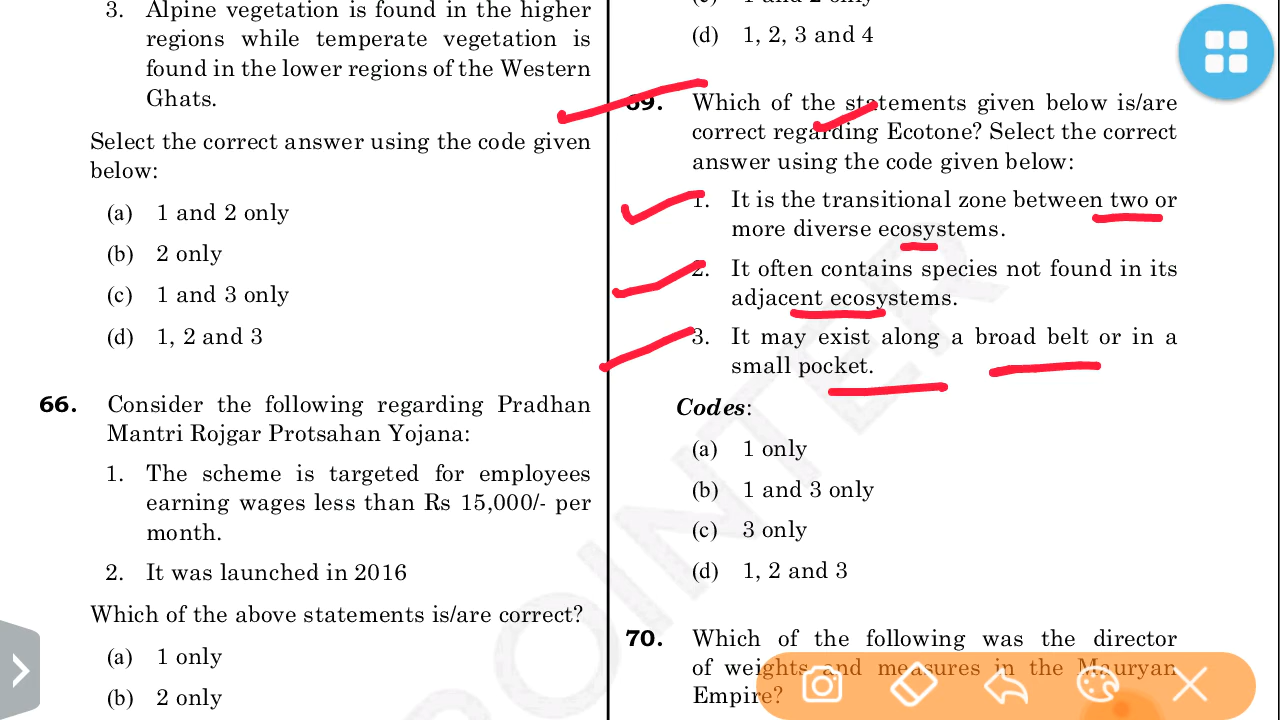 3. Alpine vegetation is found in the higher
regions while temperate vegetation is
found in the lower regions of the Western
Ghats.
Select the correct answer using the code given
below:
(a) 1 and 2 only
(b) 2 only
(c) 1 and 3 only
(d) 1, 2 and 3
66. Consider the following regarding Pradhan
Mantri Rojgar Protsahan Yojana:
1. The scheme is targeted for employees
earning wages less than Rs 15,000/- per
month.
2. It was launched in 2016
Which of the above statements is/are correct?
(a) 1 only
(b) 2 only
(c) 1 and 2 only
(d) 1, 2, 3 and 4
69. Which of the statements given below is/are
correct regarding Ecotone? Select the correct
answer using the code given below:
1. It is the transitional zone between two or
more diverse ecosystems.
2. It often contains species not found in its
adjacent ecosystems.
3. It may exist along a broad belt or in a
small pocket.
Codes:
(a) 1 only
(b) 1 and 3 only
(c) 3 only
(d) 1, 2 and 3
70. Which of the following was the director
of weights and measures in the Mauryan
Empire?
OINTER